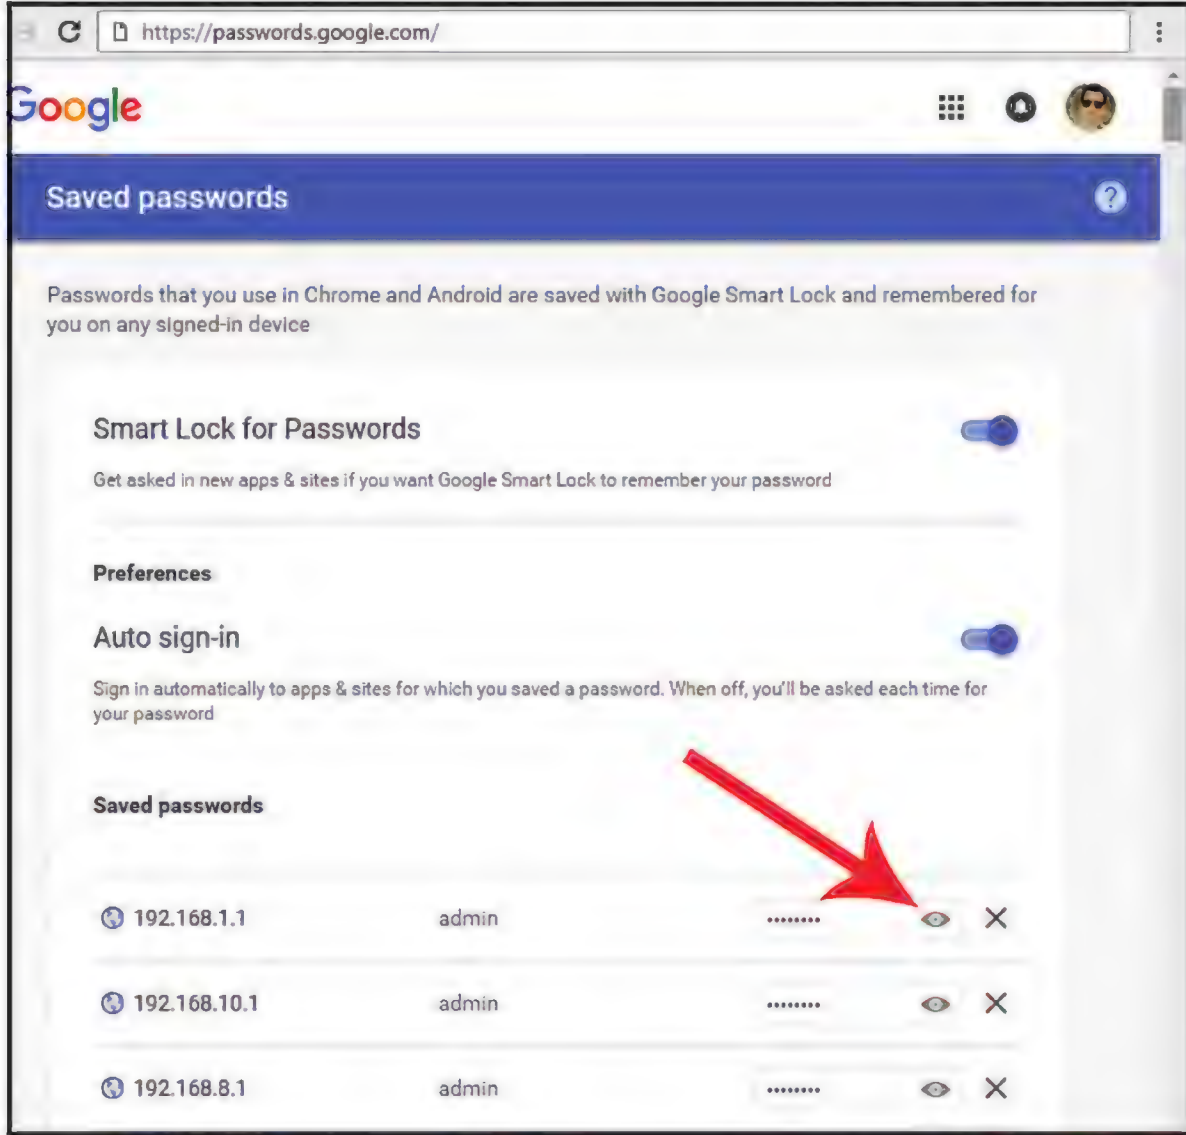 https://passwords.google.com/
Google
Saved passwords
?
Passwords that you use in Chrome and Android are saved with Google Smart Lock and remembered for
you on any signed-in device
Smart Lock for Passwords
Get asked in new apps & sites if you want Google Smart Lock to remember your password
Preferences
Auto sign-in
Sign in automatically to apps & sites for which you saved a password. When off, you'll be asked each time for
your password
Saved passwords
192.168.1.1 admin ••••••••
192.168.10.1 admin ••••••••
192.168.8.1 admin ••••••••